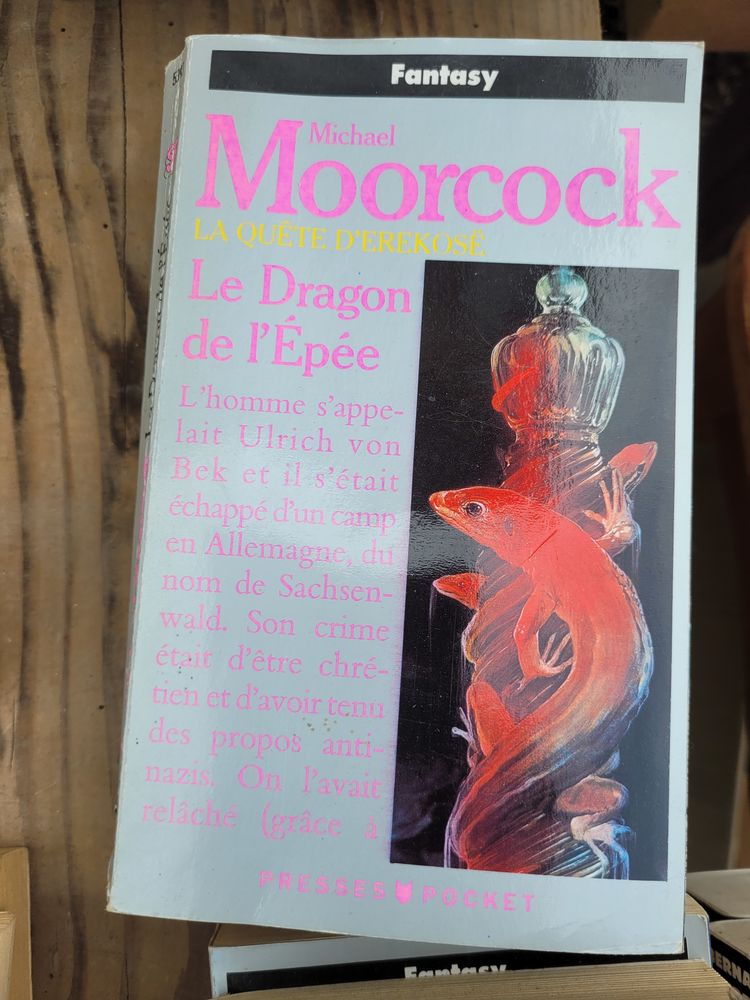 Fantasy
Michael
Moorcock
LA QUÊTE D'EREKOSË
Le Dragon
de l'Épée
L'homme s'appe-
lait Ulrich von
Bek et il s'était
échappé d'un camp
en Allemagne, du
nom de Sachsen-
wald. Son crime
était d'être chré-
tien et d'avoir tenu
des propos anti-
nazis. On l'avait
relâché (grâce à
PRESSES POCKET
Fantasy